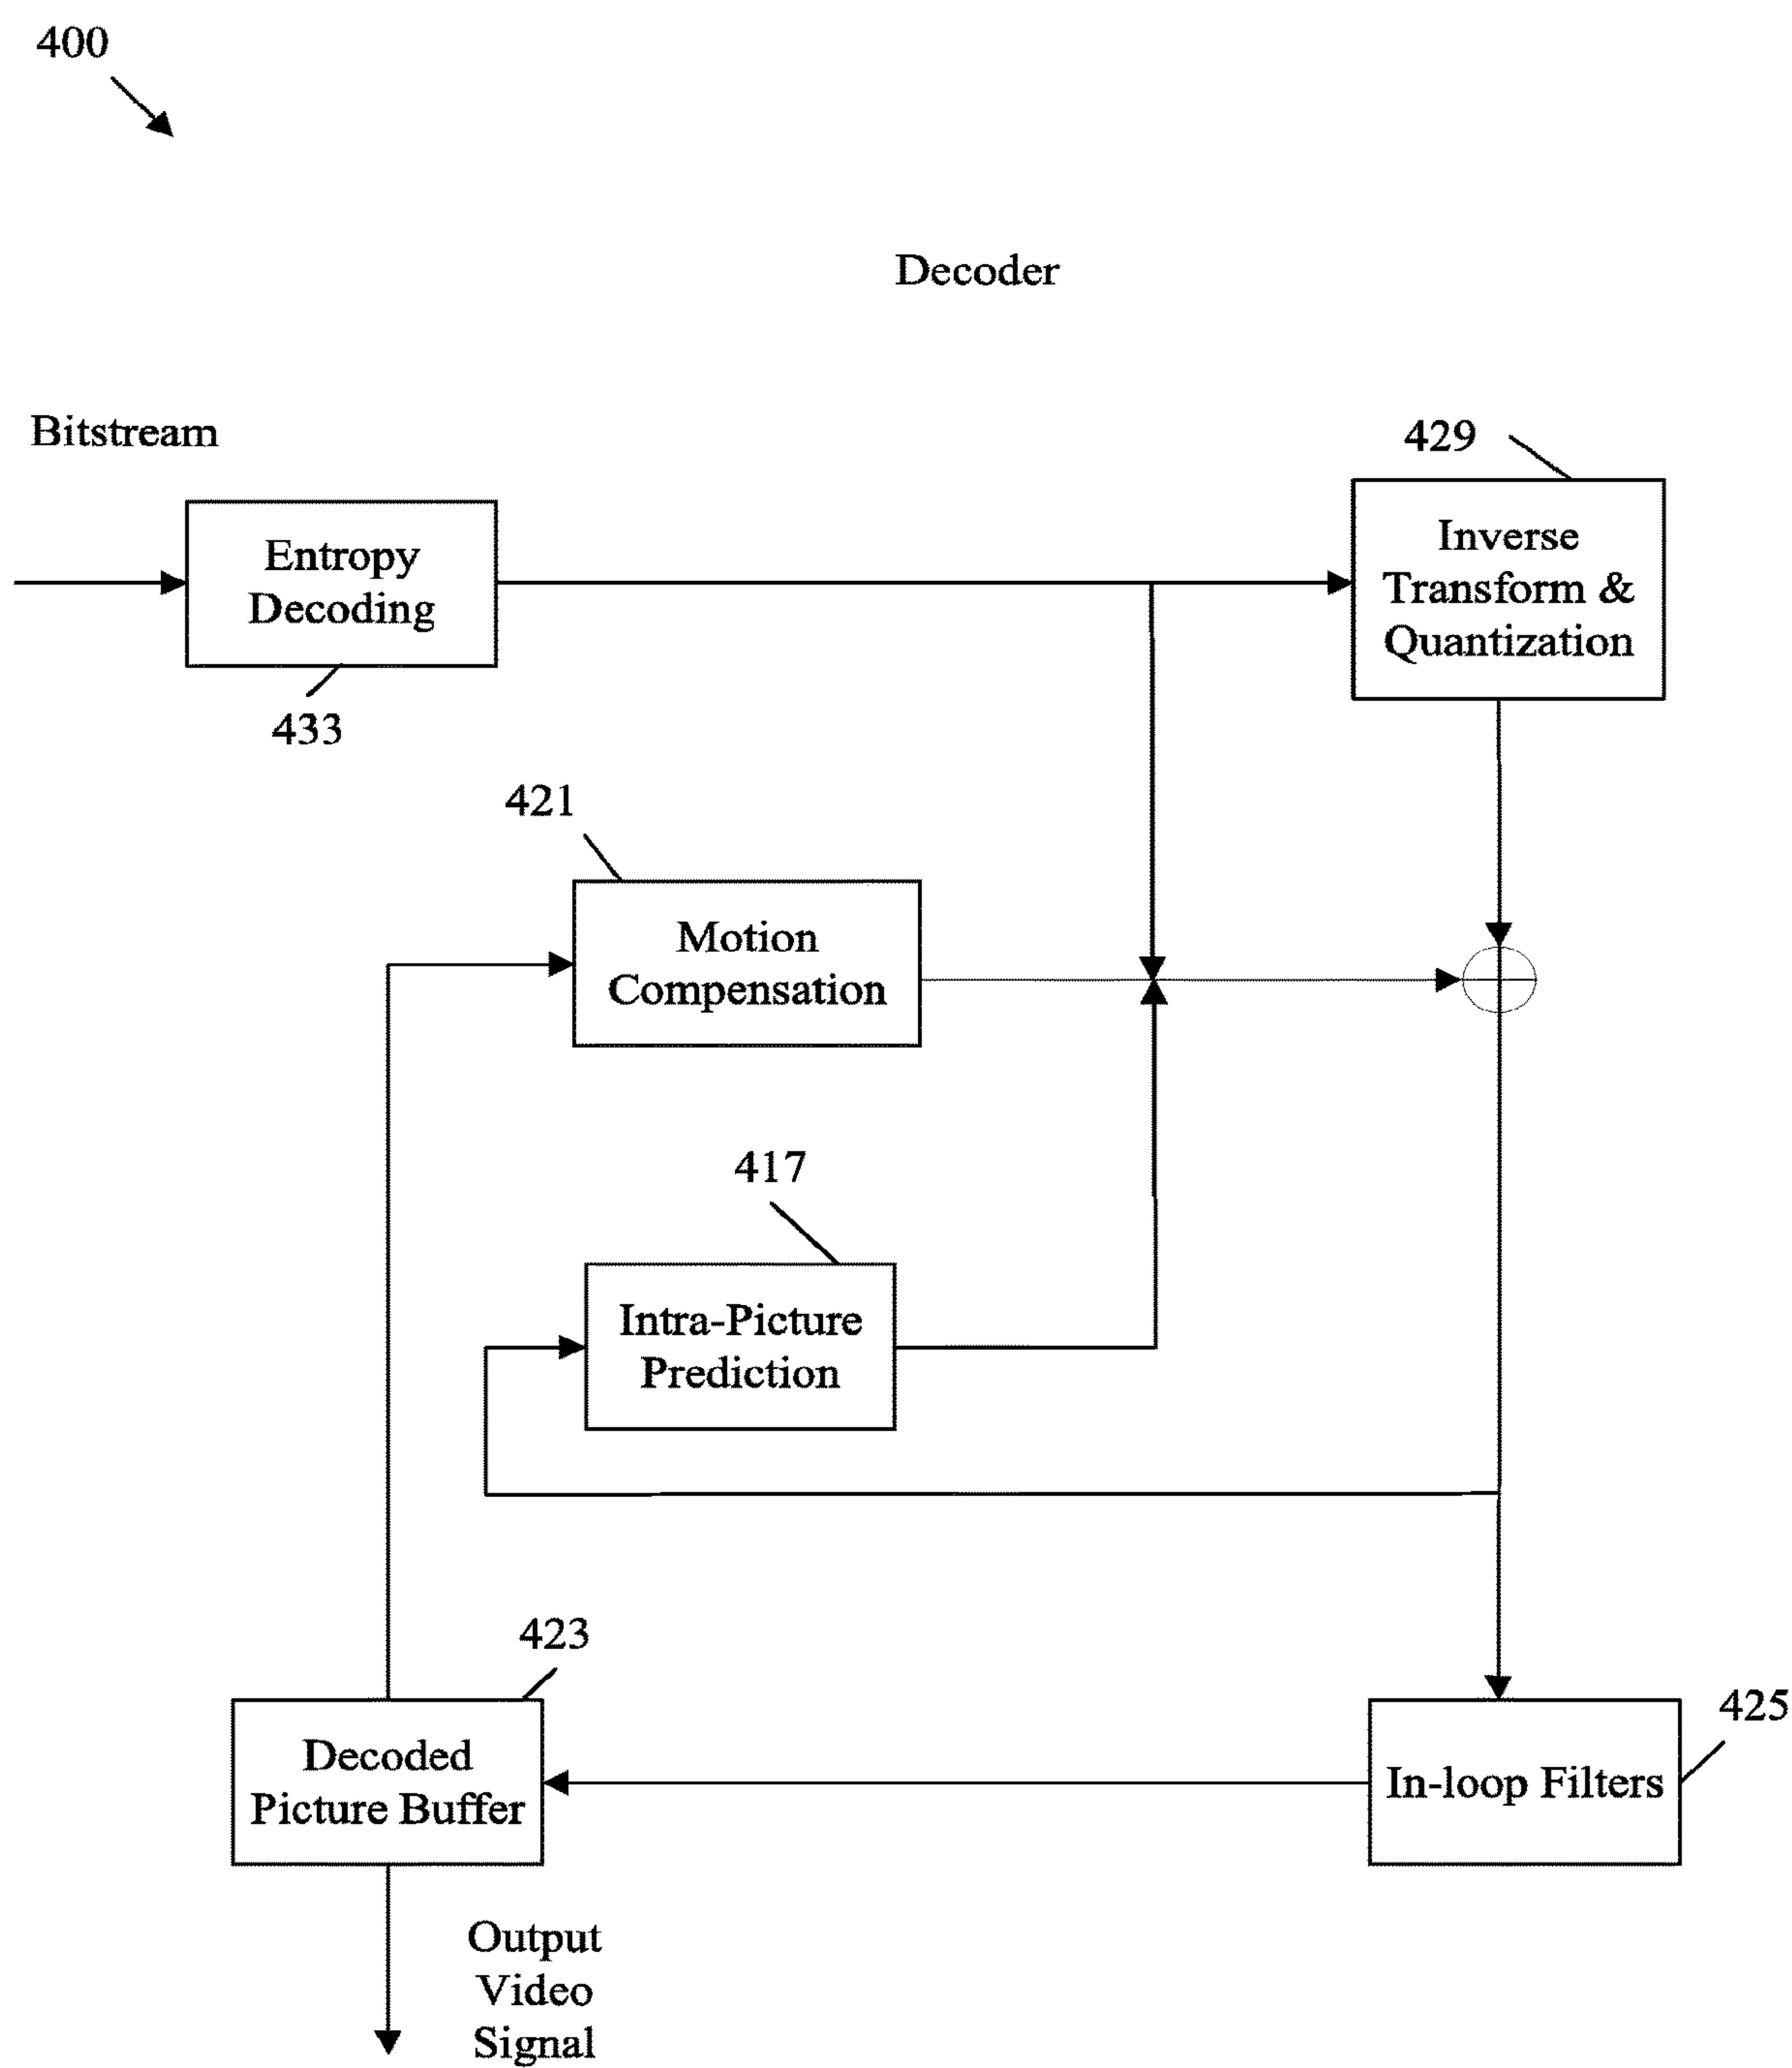 400
Decoder
Bitstream
429
Entropy
Decoding
Inverse
Transform &
Quantization
433
421
Motion
Compensation
417
Intra-Picture
Prediction
423
425
Decoded
Picture Buffer
In-loop Filters
Output
Video
Signal